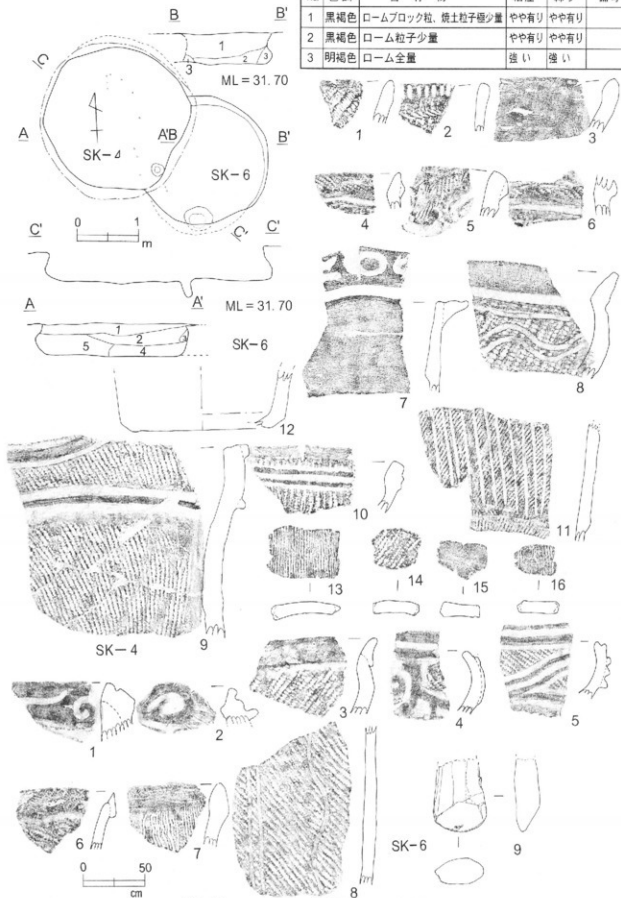 1 黒褐色 ロームブロック粒、焼土粒子極少量 やや有り やや有り
2 黒褐色 ローム粒子少量 やや有り やや有り
3 明褐色 ローム全量 強い 強い
B B'
1
3 2 3
ML = 31.70
C
A A'B B'
SK-4
SK-6
0 1
m
C'
C' C'
A A' ML = 31.70
1
2
5 4
SK-6
1 2 3
4 5 6
7 8
12
9
SK-4
10 11
13 14 15 16
1 2 3 4 5
6 7 8 SK-6 9
0 50
cm